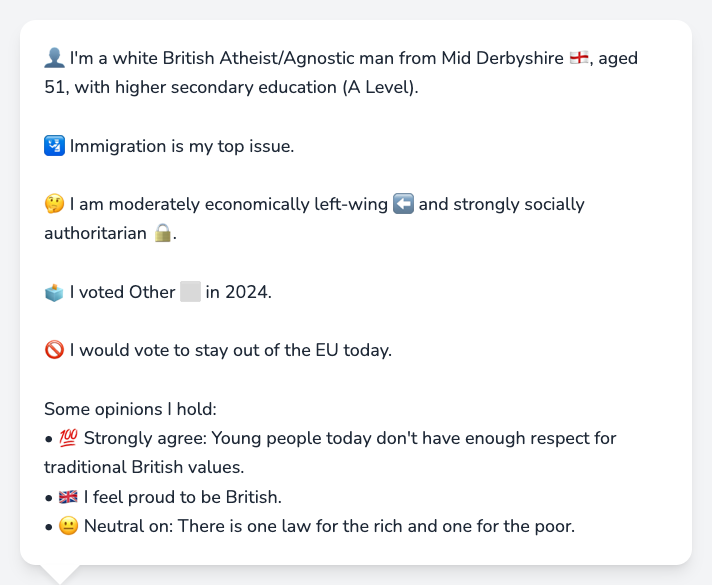 👤 I'm a white British Atheist/Agnostic man from Mid Derbyshire 🏴󠁧󠁢󠁥󠁮󠁧󠁿, aged
51, with higher secondary education (A Level).
🛂 Immigration is my top issue.
🤔 I am moderately economically left-wing ⬅️ and strongly socially
authoritarian 🔒.
🗳️ I voted Other ⬜ in 2024.
🚫 I would vote to stay out of the EU today.
Some opinions I hold:
• 💯 Strongly agree: Young people today don't have enough respect for
traditional British values.
• 🇬🇧 I feel proud to be British.
• 😐 Neutral on: There is one law for the rich and one for the poor.